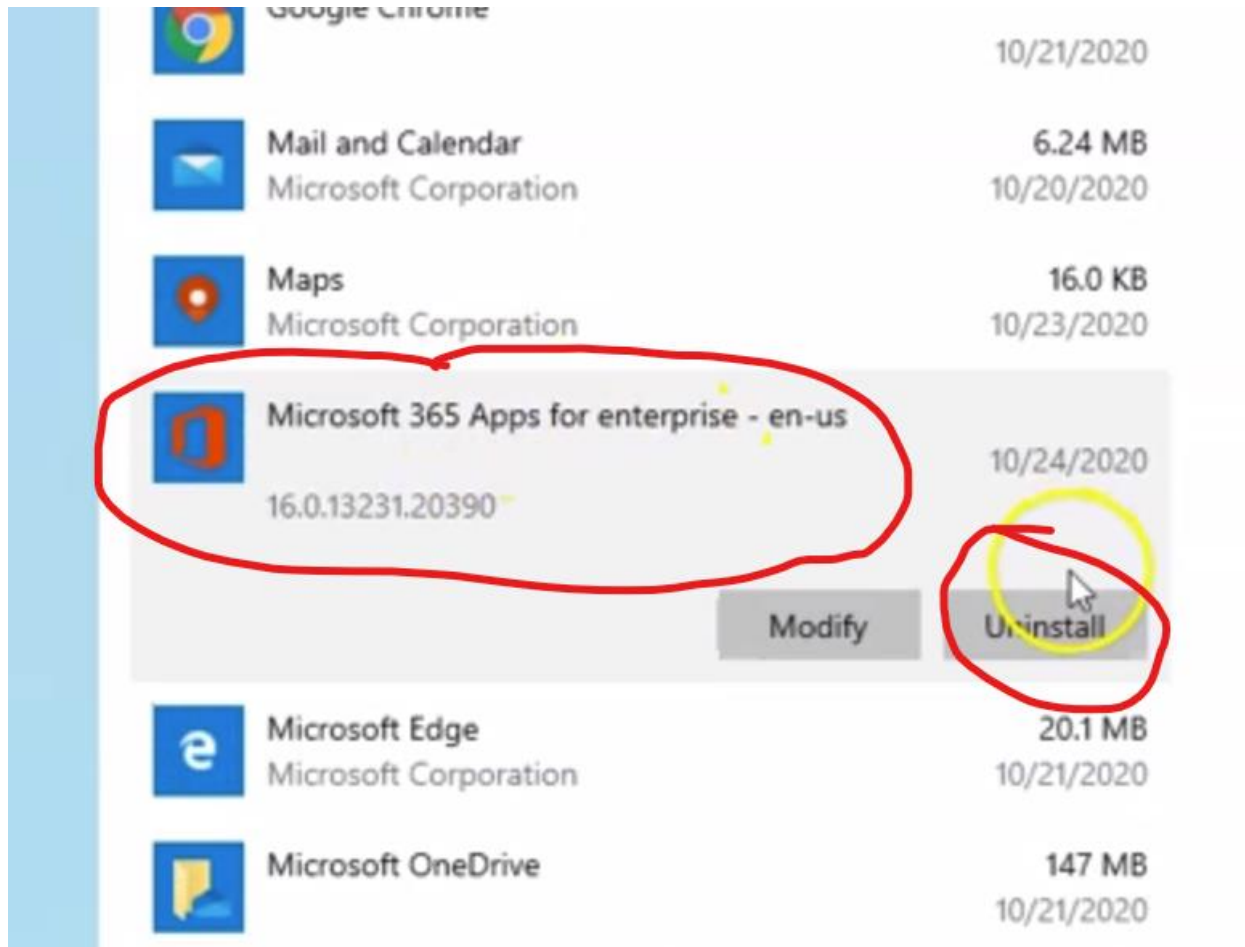 Google Chrome
10/21/2020
Mail and Calendar 6.24 MB
Microsoft Corporation 10/20/2020
Maps 16.0 KB
Microsoft Corporation 10/23/2020
Microsoft 365 Apps for enterprise - en-us
10/24/2020
16.0.13231.20390
Modify Uninstall
Microsoft Edge 20.1 MB
Microsoft Corporation 10/21/2020
Microsoft OneDrive 147 MB
10/21/2020